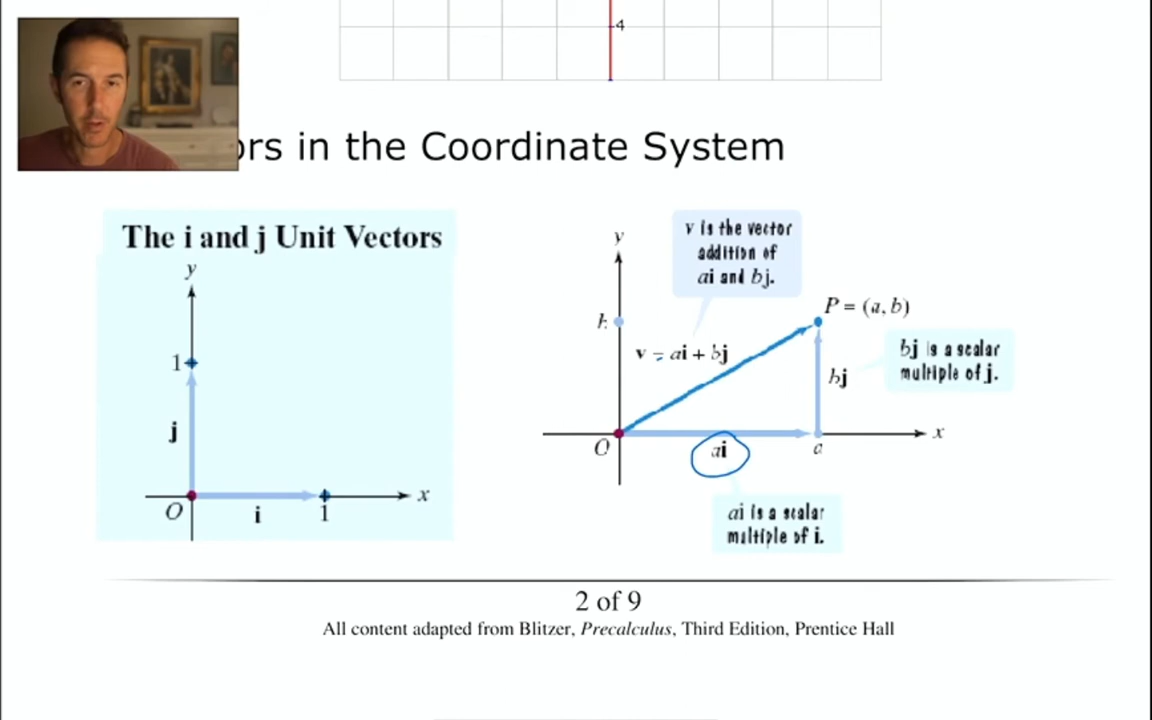 4
ors in the Coordinate System
The i and j Unit Vectors
y
1
j
O
i
1
x
v is the vector
addition of
ai and bj.
y
P = (a, b)
b
v = ai + bj
bj is a scalar
multiple of j.
bj
O
ai
a
x
ai is a scalar
multiple of i.
2 of 9
All content adapted from Blitzer, Precalculus, Third Edition, Prentice Hall